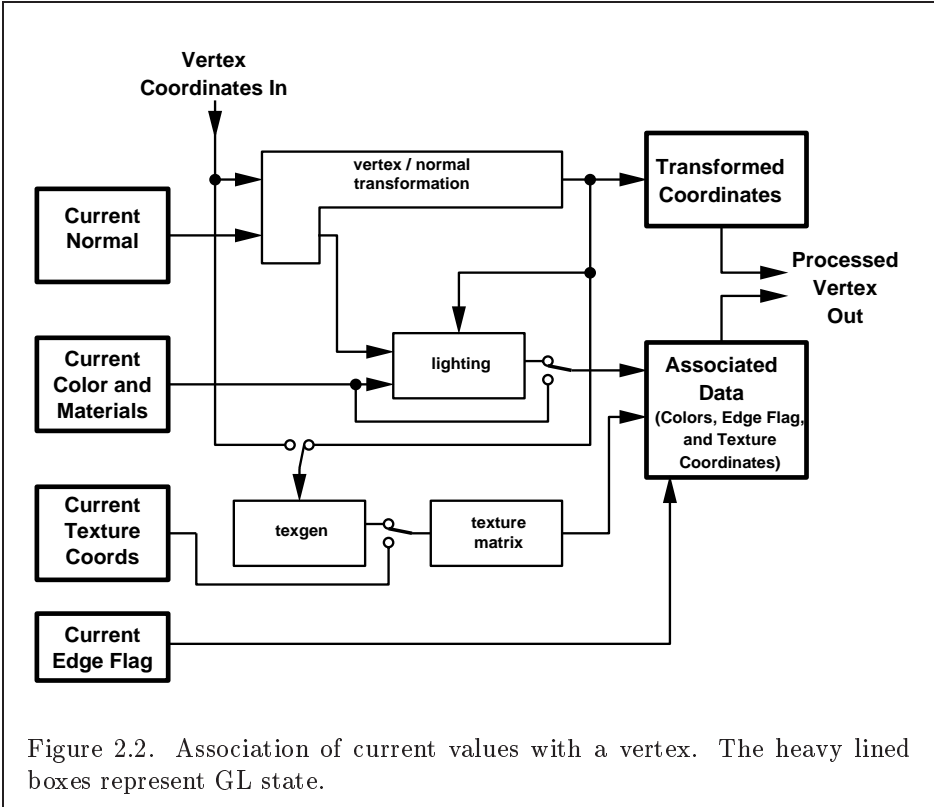 Vertex
Coordinates In
vertex / normal
transformation
Transformed
Coordinates
Current
Normal
Processed
Vertex
Out
Current
Color and
Materials
lighting
Associated
Data
(Colors, Edge Flag,
and Texture
Coordinates)
Current
Texture
Coords
texgen
texture
matrix
Current
Edge Flag
Figure 2.2. Association of current values with a vertex. The heavy lined
boxes represent GL state.